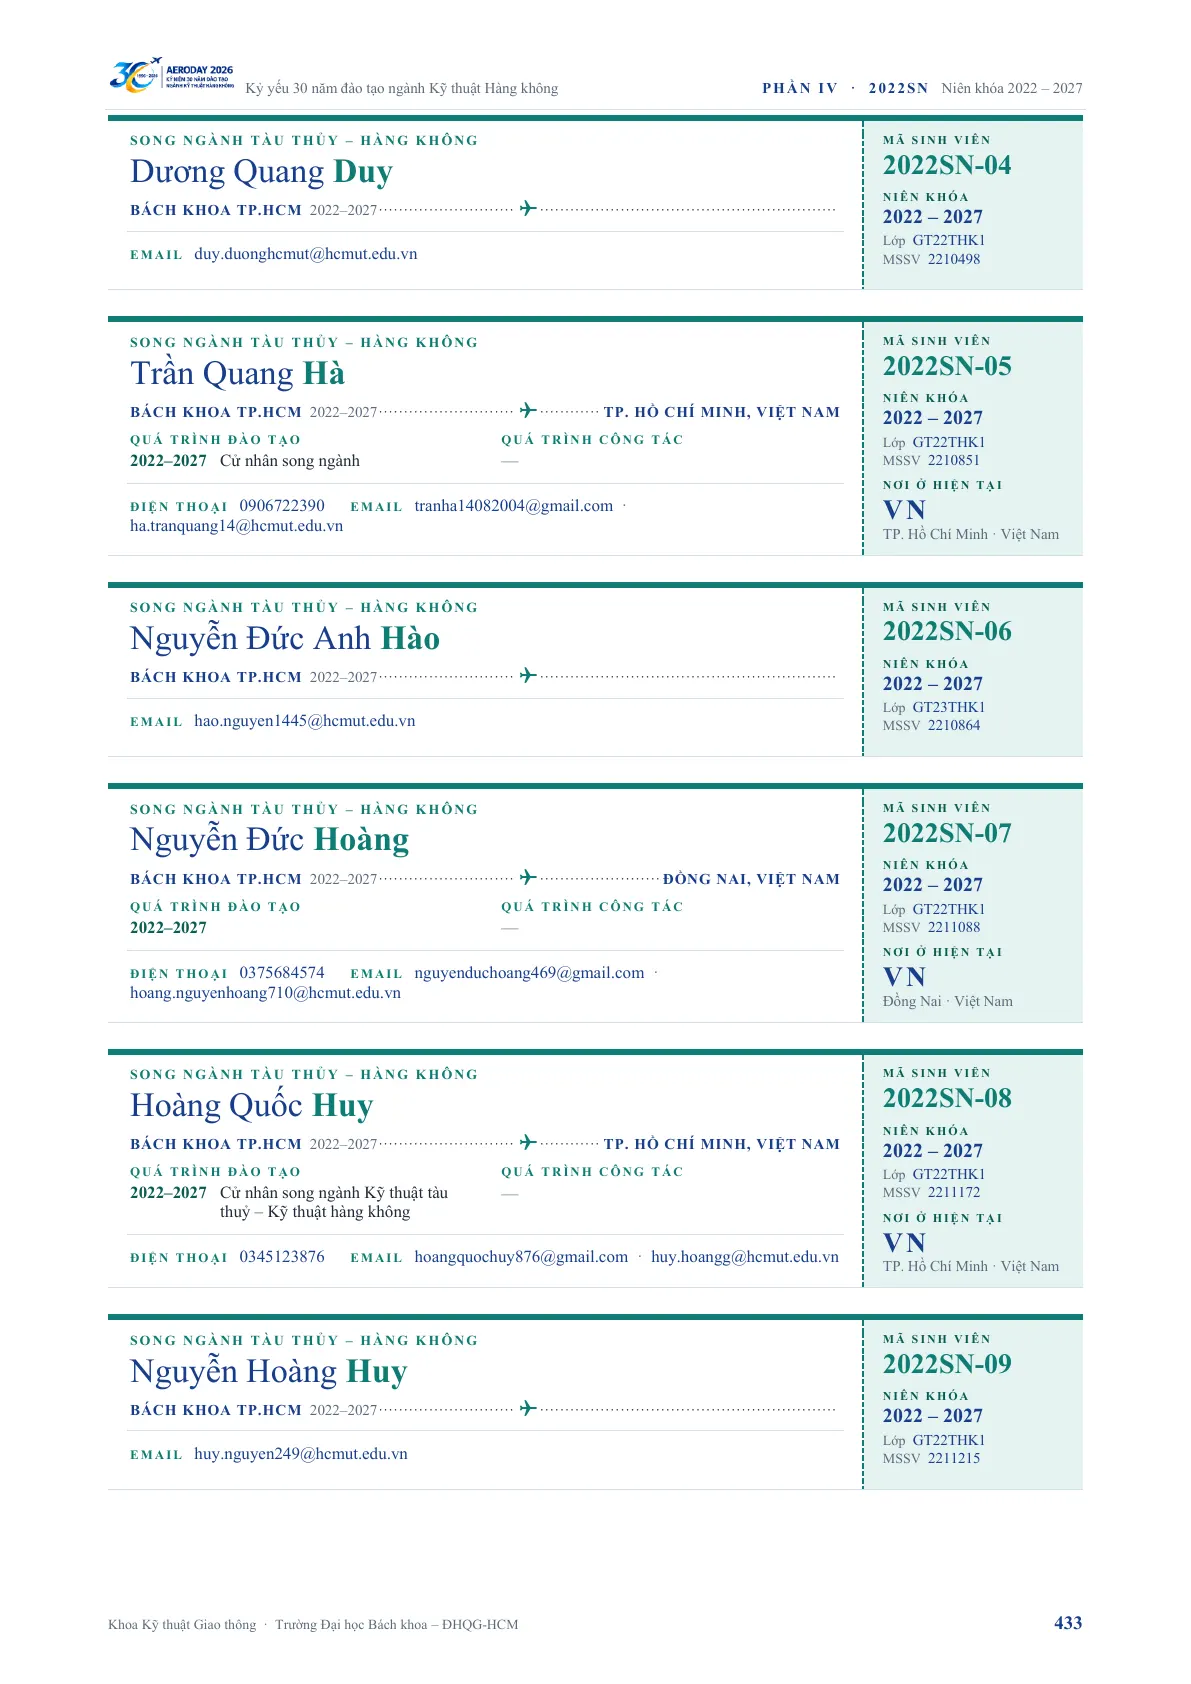 AERODAY 2026
1996 - 2026
KỶ NIỆM 30 NĂM ĐÀO TẠO
NGÀNH KỸ THUẬT HÀNG KHÔNG
Kỷ yếu 30 năm đào tạo ngành Kỹ thuật Hàng không
PHẦN IV · 2022SN Niên khóa 2022 – 2027
SONG NGÀNH TÀU THỦY – HÀNG KHÔNG
Dương Quang Duy
BÁCH KHOA TP.HCM 2022–2027
EMAIL duy.duonghcmut@hcmut.edu.vn
MÃ SINH VIÊN
2022SN-04
NIÊN KHÓA
2022 – 2027
Lớp GT22THK1
MSSV 2210498
SONG NGÀNH TÀU THỦY – HÀNG KHÔNG
Trần Quang Hà
BÁCH KHOA TP.HCM 2022–2027 TP. HỒ CHÍ MINH, VIỆT NAM
QUÁ TRÌNH ĐÀO TẠO
2022–2027 Cử nhân song ngành
QUÁ TRÌNH CÔNG TÁC
—
ĐIỆN THOẠI 0906722390 EMAIL tranha14082004@gmail.com ·
ha.tranquang14@hcmut.edu.vn
MÃ SINH VIÊN
2022SN-05
NIÊN KHÓA
2022 – 2027
Lớp GT22THK1
MSSV 2210851
NƠI Ở HIỆN TẠI
VN
TP. Hồ Chí Minh · Việt Nam
SONG NGÀNH TÀU THỦY – HÀNG KHÔNG
Nguyễn Đức Anh Hào
BÁCH KHOA TP.HCM 2022–2027
EMAIL hao.nguyen1445@hcmut.edu.vn
MÃ SINH VIÊN
2022SN-06
NIÊN KHÓA
2022 – 2027
Lớp GT23THK1
MSSV 2210864
SONG NGÀNH TÀU THỦY – HÀNG KHÔNG
Nguyễn Đức Hoàng
BÁCH KHOA TP.HCM 2022–2027 ĐỒNG NAI, VIỆT NAM
QUÁ TRÌNH ĐÀO TẠO
2022–2027
QUÁ TRÌNH CÔNG TÁC
—
ĐIỆN THOẠI 0375684574 EMAIL nguyenduchoang469@gmail.com ·
hoang.nguyenhoang710@hcmut.edu.vn
MÃ SINH VIÊN
2022SN-07
NIÊN KHÓA
2022 – 2027
Lớp GT22THK1
MSSV 2211088
NƠI Ở HIỆN TẠI
VN
Đồng Nai · Việt Nam
SONG NGÀNH TÀU THỦY – HÀNG KHÔNG
Hoàng Quốc Huy
BÁCH KHOA TP.HCM 2022–2027 TP. HỒ CHÍ MINH, VIỆT NAM
QUÁ TRÌNH ĐÀO TẠO
2022–2027 Cử nhân song ngành Kỹ thuật tàu
thuỷ – Kỹ thuật hàng không
QUÁ TRÌNH CÔNG TÁC
—
ĐIỆN THOẠI 0345123876 EMAIL hoangquochuy876@gmail.com · huy.hoangg@hcmut.edu.vn
MÃ SINH VIÊN
2022SN-08
NIÊN KHÓA
2022 – 2027
Lớp GT22THK1
MSSV 2211172
NƠI Ở HIỆN TẠI
VN
TP. Hồ Chí Minh · Việt Nam
SONG NGÀNH TÀU THỦY – HÀNG KHÔNG
Nguyễn Hoàng Huy
BÁCH KHOA TP.HCM 2022–2027
EMAIL huy.nguyen249@hcmut.edu.vn
MÃ SINH VIÊN
2022SN-09
NIÊN KHÓA
2022 – 2027
Lớp GT22THK1
MSSV 2211215
Khoa Kỹ thuật Giao thông · Trường Đại học Bách khoa – ĐHQG-HCM
433